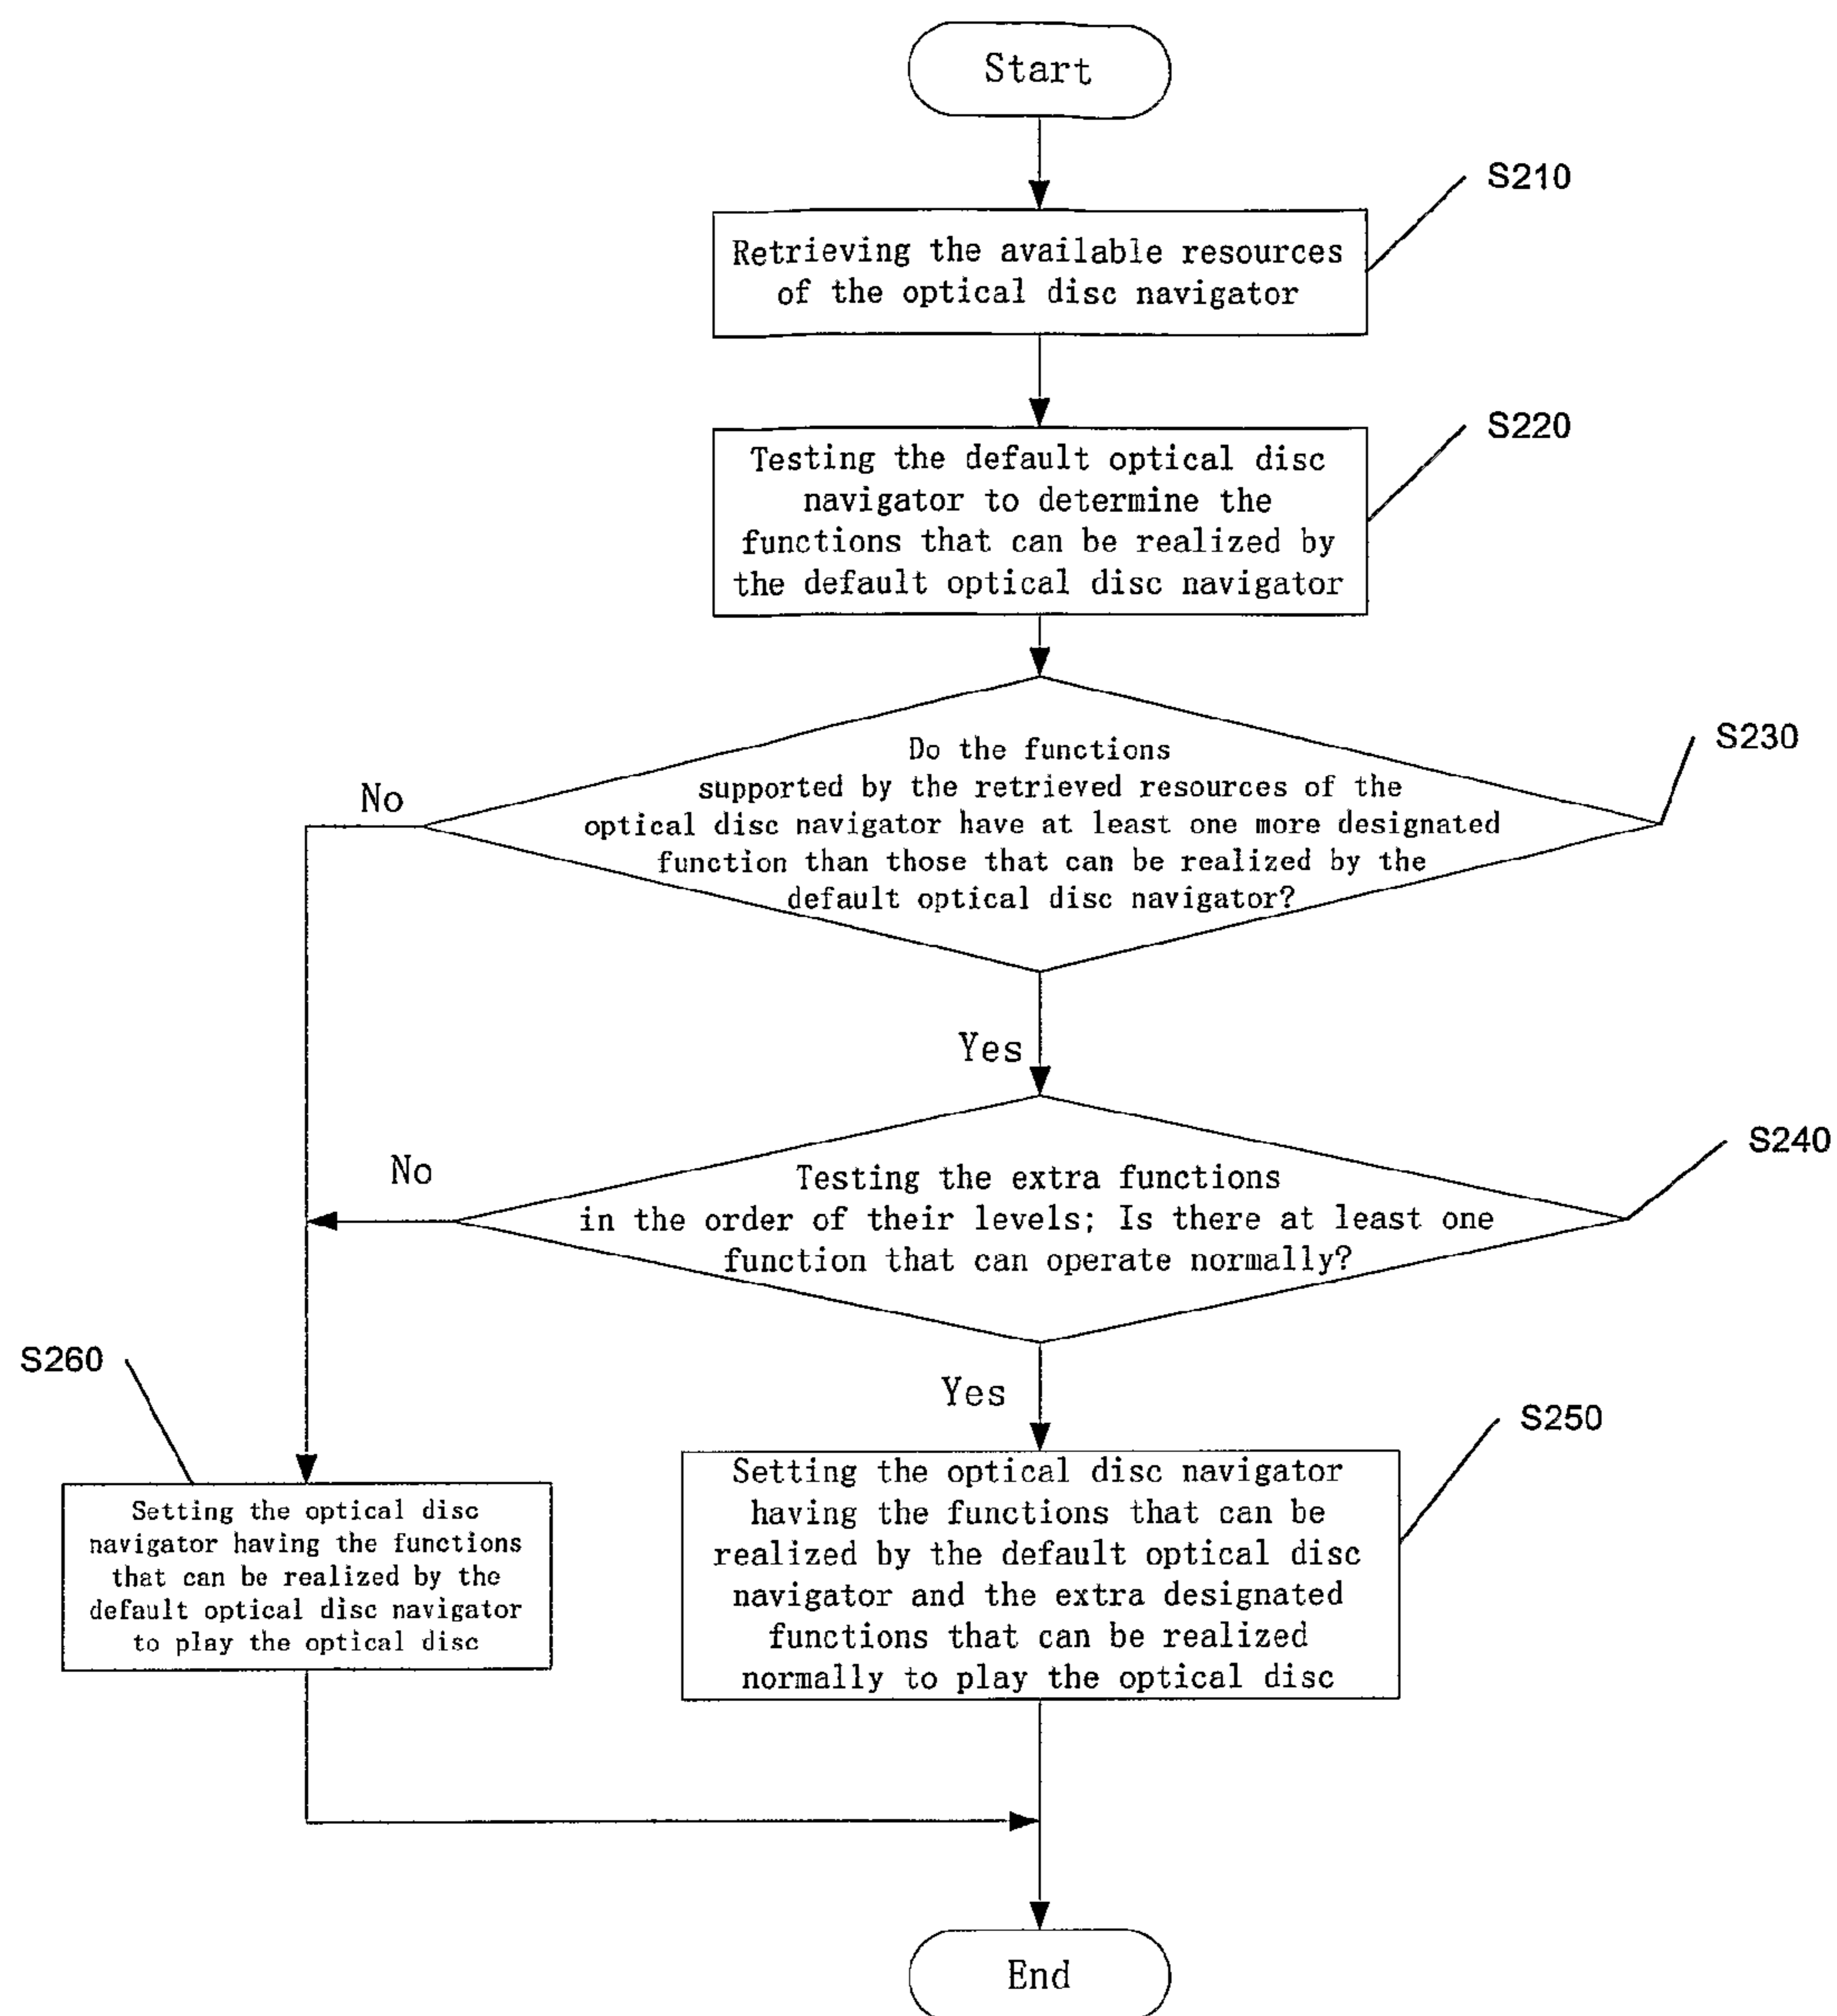 Start
S210
Retrieving the available resources
of the optical disc navigator
S220
Testing the default optical disc
navigator to determine the
functions that can be realized by
the default optical disc navigator
S230
Do the functions
supported by the retrieved resources of the
optical disc navigator have at least one more designated
function than those that can be realized by the
default optical disc navigator?
No
Yes
S240
Testing the extra functions
in the order of their levels; Is there at least one
function that can operate normally?
No
Yes
S260
Setting the optical disc
navigator having the functions
that can be realized by the
default optical disc navigator
to play the optical disc
S250
Setting the optical disc navigator
having the functions that can be
realized by the default optical disc
navigator and the extra designated
functions that can be realized
normally to play the optical disc
End